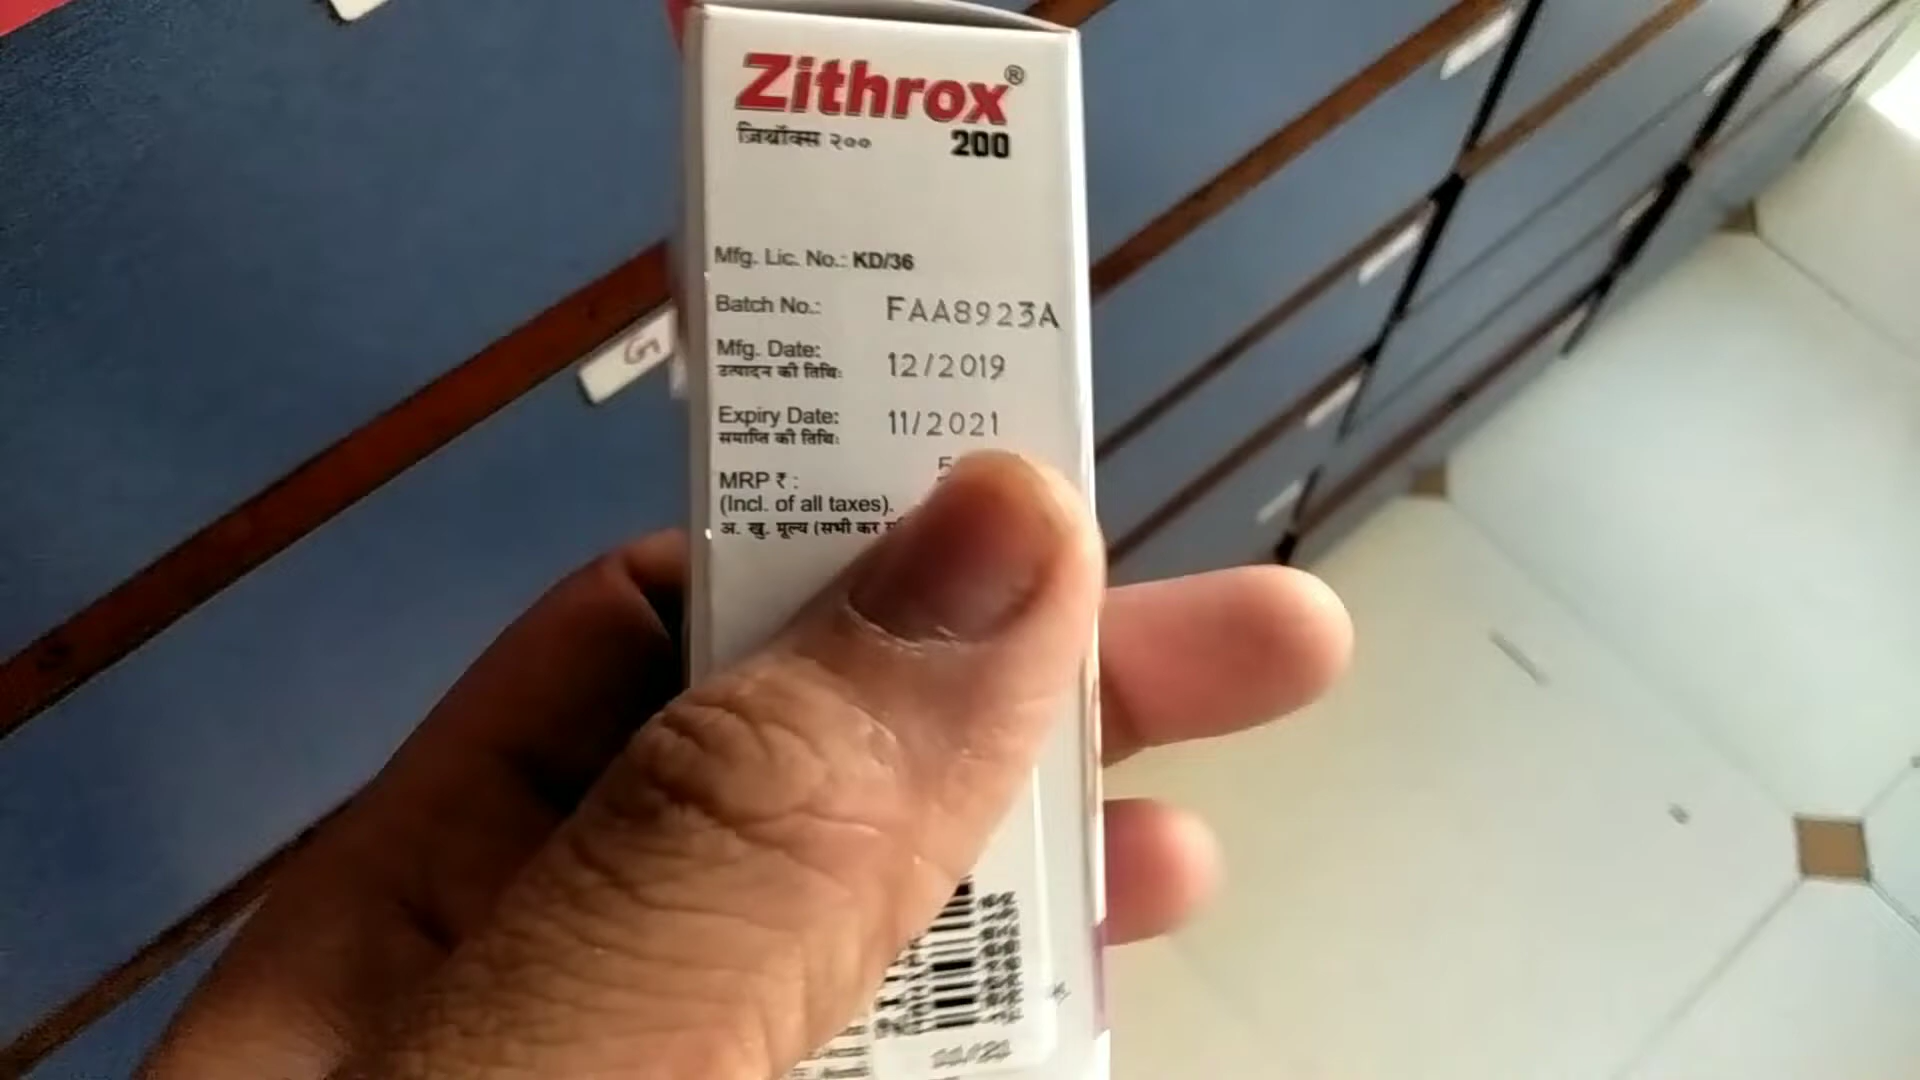 Zithrox®
ज़िथ्रॉक्स २०० 200
Mfg. Lic. No.: KD/36
Batch No.: FAA8923A
Mfg. Date: 12/2019
उत्पादन की तिथि:
Expiry Date: 11/2021
समाप्ति की तिथि:
MRP ₹ :
(Incl. of all taxes).
अ. खु. मूल्य (सभी कर
G